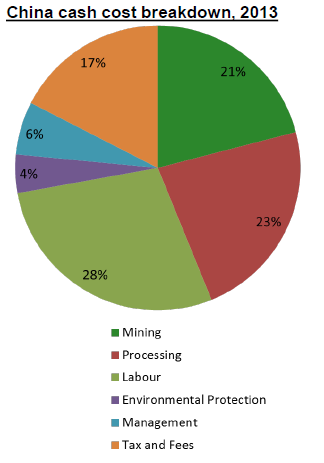 China cash cost breakdown, 2013
17%
21%
6%
4%
23%
28%
Mining
Processing
Labour
Environmental Protection
Management
Tax and Fees